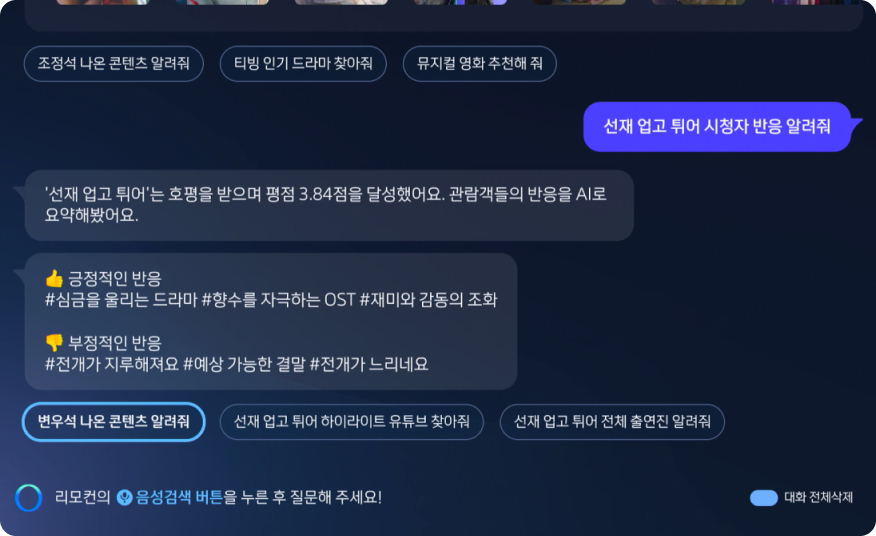 조정석 나온 콘텐츠 알려줘
티빙 인기 드라마 찾아줘
뮤지컬 영화 추천해 줘
선재 업고 튀어 시청자 반응 알려줘
'선재 업고 튀어'는 호평을 받으며 평점 3.84점을 달성했어요. 관람객들의 반응을 AI로
요약해봤어요.
👍 긍정적인 반응
#심금을 울리는 드라마 #향수를 자극하는 OST #재미와 감동의 조화
👎 부정적인 반응
#전개가 지루해져요 #예상 가능한 결말 #전개가 느리네요
변우석 나온 콘텐츠 알려줘
선재 업고 튀어 하이라이트 유튜브 찾아줘
선재 업고 튀어 전체 출연진 알려줘
리모컨의 음성검색 버튼을 누른 후 질문해 주세요!
대화 전체삭제